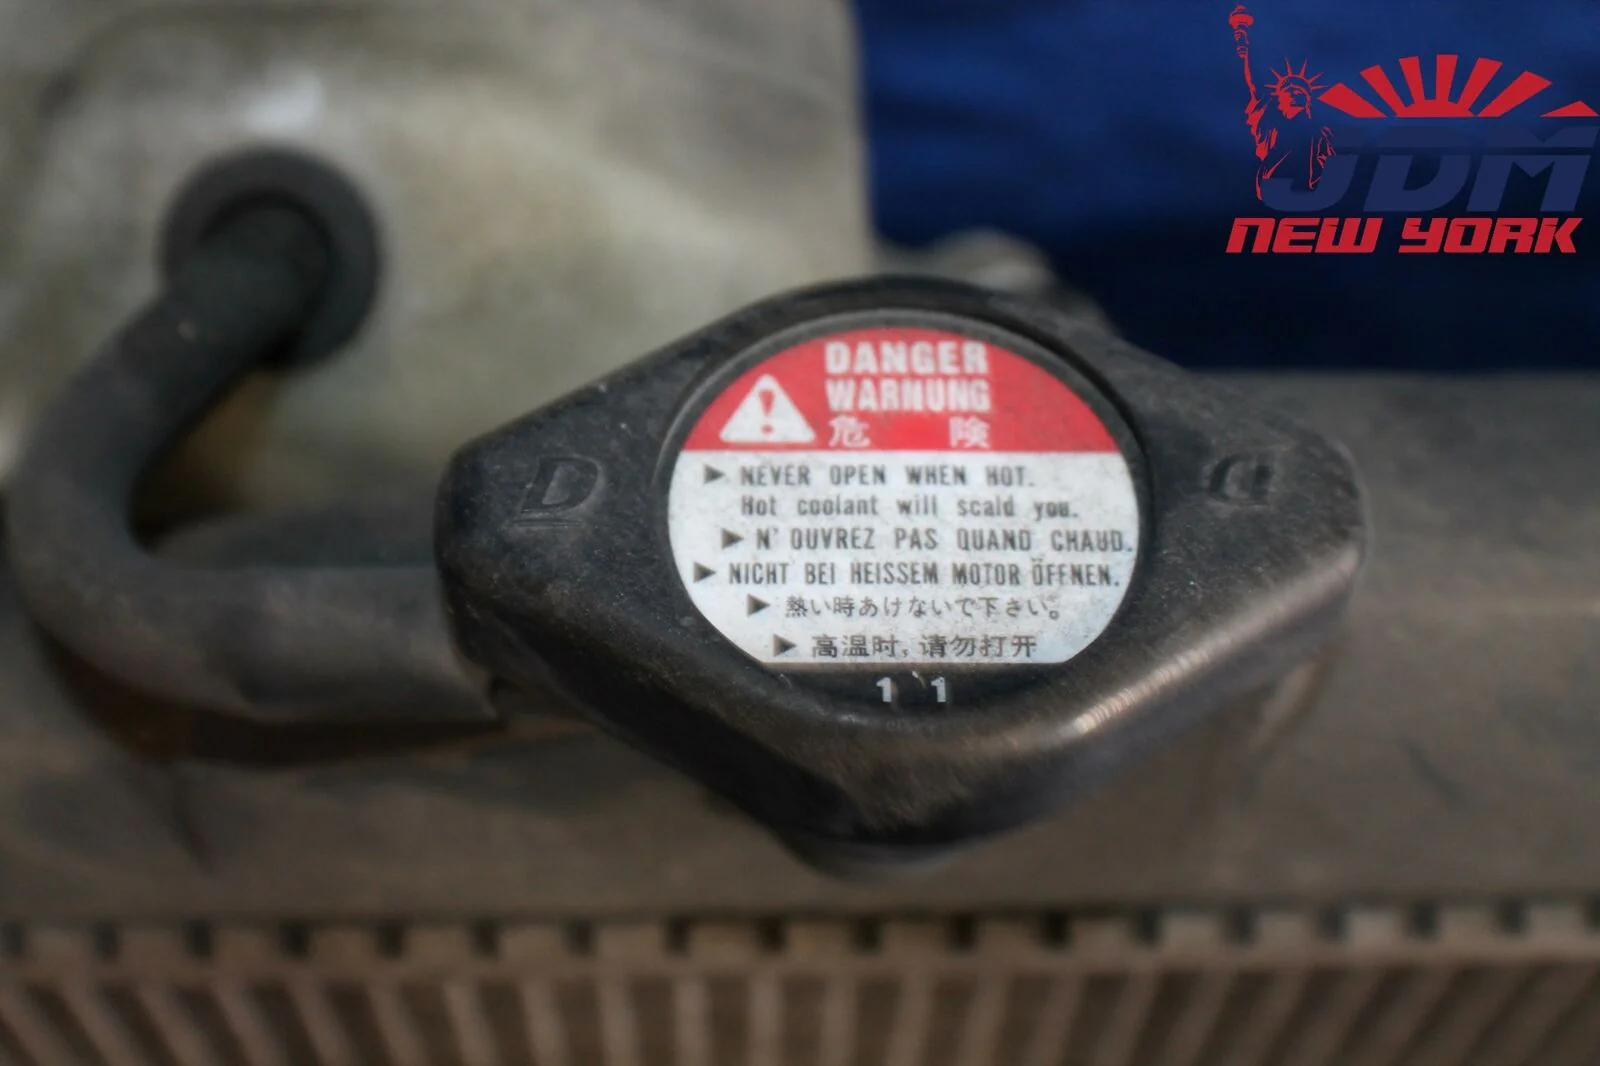 JDM
NEW YORK
DANGER
WARNUNG
危 険
▶ NEVER OPEN WHEN HOT.
Hot coolant will scald you.
▶ N' OUVREZ PAS QUAND CHAUD.
▶ NICHT BEI HEISSEM MOTOR ÖFFNEN.
▶ 熱い時あけないで下さい。
▶ 高温时,请勿打开
D
D
1 1